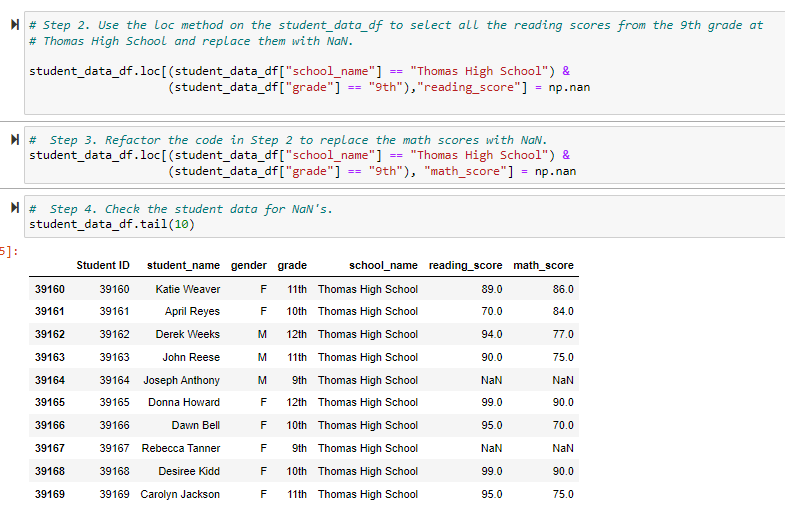 # Step 2. Use the loc method on the student_data_df to select all the reading scores from the 9th grade at
# Thomas High School and replace them with NaN.
student_data_df.loc[(student_data_df["school_name"] == "Thomas High School") &
(student_data_df["grade"] == "9th"),"reading_score"] = np.nan
#  Step 3. Refactor the code in Step 2 to replace the math scores with NaN.
student_data_df.loc[(student_data_df["school_name"] == "Thomas High School") &
(student_data_df["grade"] == "9th"), "math_score"] = np.nan
#  Step 4. Check the student data for NaN's.
student_data_df.tail(10)
5]:
Student ID student_name gender grade school_name reading_score math_score
39160 39160 Katie Weaver F 11th Thomas High School 89.0 86.0
39161 39161 April Reyes F 10th Thomas High School 70.0 84.0
39162 39162 Derek Weeks M 12th Thomas High School 94.0 77.0
39163 39163 John Reese M 11th Thomas High School 90.0 75.0
39164 39164 Joseph Anthony M 9th Thomas High School NaN NaN
39165 39165 Donna Howard F 12th Thomas High School 99.0 90.0
39166 39166 Dawn Bell F 10th Thomas High School 95.0 70.0
39167 39167 Rebecca Tanner F 9th Thomas High School NaN NaN
39168 39168 Desiree Kidd F 10th Thomas High School 99.0 90.0
39169 39169 Carolyn Jackson F 11th Thomas High School 95.0 75.0